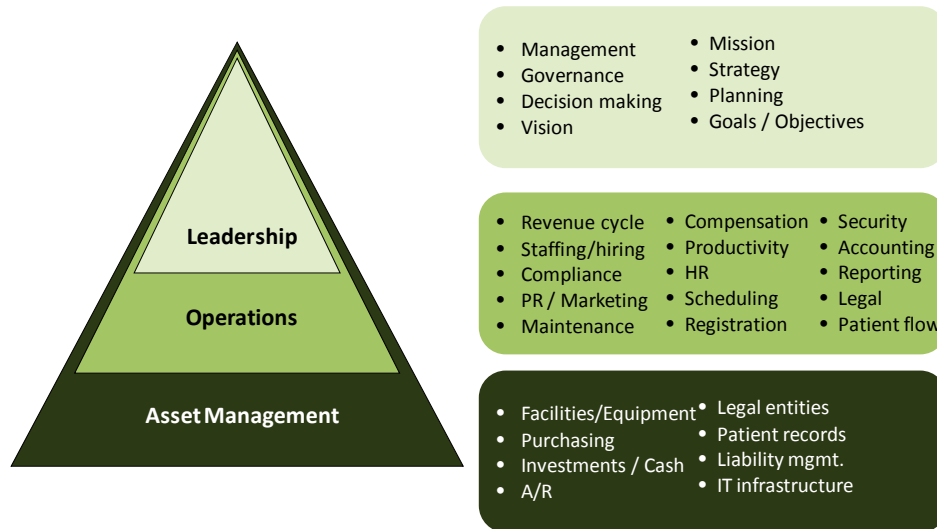 Leadership
Operations
Asset Management
• Management
• Governance
• Decision making
• Vision
• Mission
• Strategy
• Planning
• Goals / Objectives
• Revenue cycle
• Staffing/hiring
• Compliance
• PR / Marketing
• Maintenance
• Compensation
• Productivity
• HR
• Scheduling
• Registration
• Security
• Accounting
• Reporting
• Legal
• Patient flow
• Facilities/Equipment
• Purchasing
• Investments / Cash
• A/R
• Legal entities
• Patient records
• Liability mgmt.
• IT infrastructure